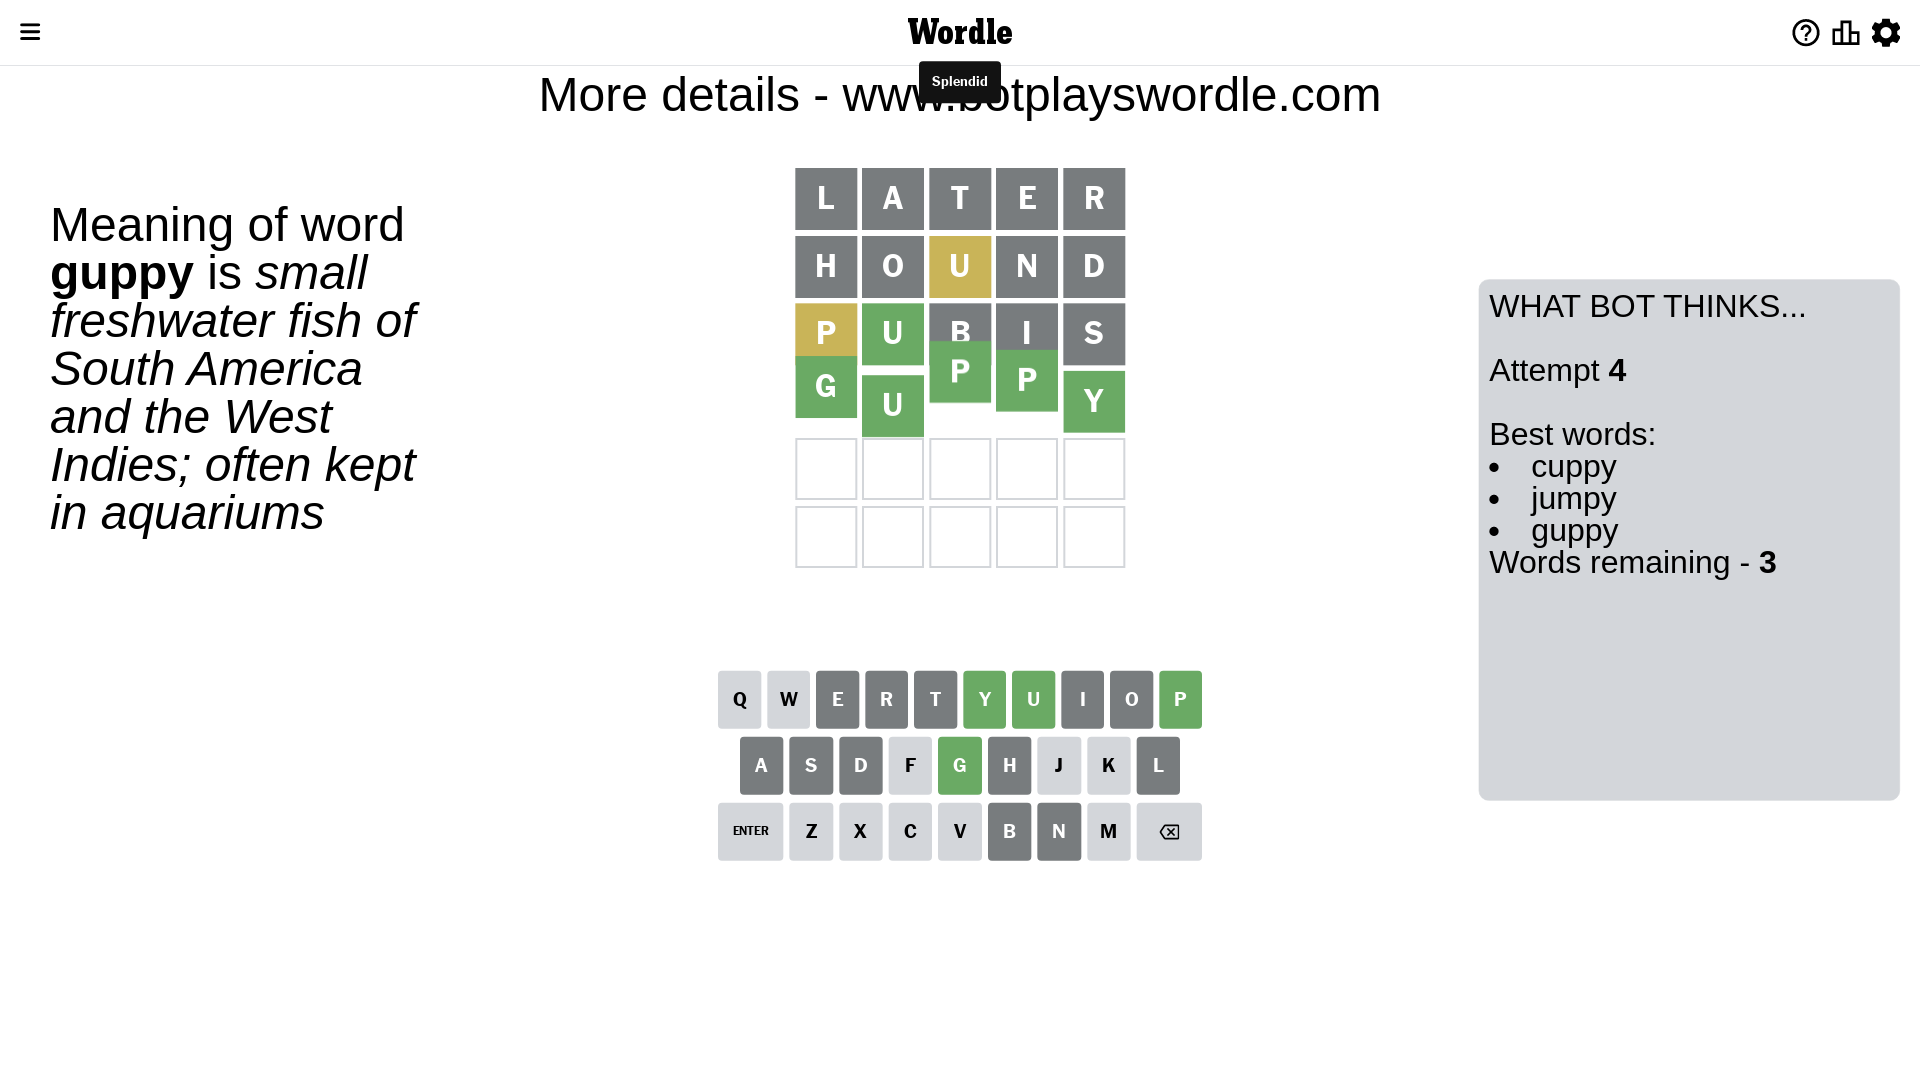 Wordle
Splendid
More details - www.botplayswordle.com
Meaning of word
guppy is small
freshwater fish of
South America
and the West
Indies; often kept
in aquariums
L A T E R
H O U N D
P U B I S
G U P P Y
WHAT BOT THINKS...
Attempt 4
Best words:
• cuppy
• jumpy
• guppy
Words remaining - 3
Q W E R T Y U I O P
A S D F G H J K L
ENTER Z X C V B N M